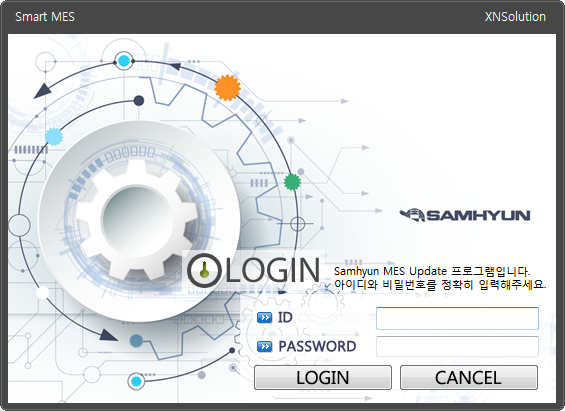 Smart MES
XNSolution
SAMHYUN
LOGIN
Samhyun MES Update 프로그램입니다.
아이디와 비밀번호를 정확히 입력해주세요.
ID
PASSWORD
LOGIN
CANCEL